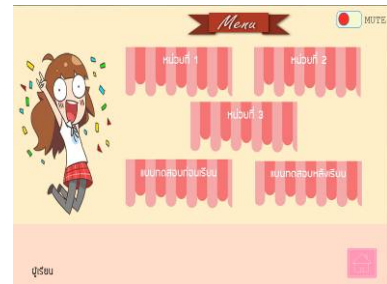 Menu
MUTE
หน่วยที่ 1
หน่วยที่ 2
หน่วยที่ 3
แบบทดสอบก่อนเรียน
แบบทดสอบหลังเรียน
ผู้เรียน